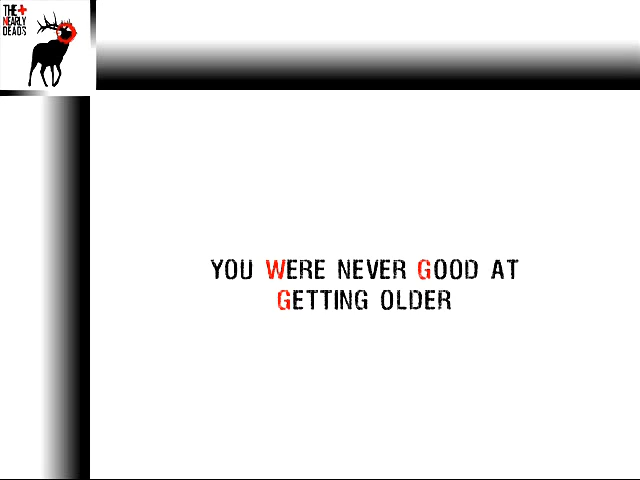 THE
NEARLY
DEADS
YOU WERE NEVER GOOD AT
GETTING OLDER